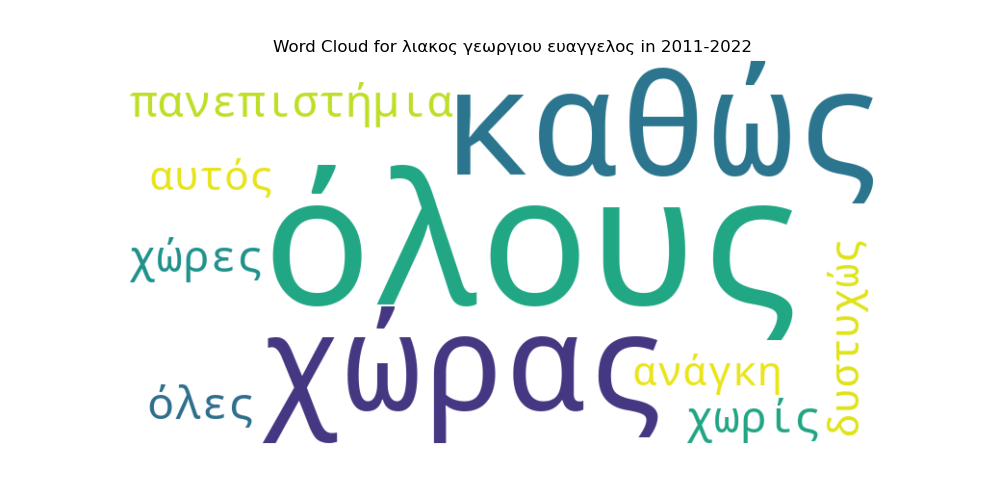 Word Cloud for λιακος γεωργιου ευαγγελος in 2011-2022
πανεπιστήμια
καθώς
αυτός
όλους
χώρες
δυστυχώς
χώρας
ανάγκη
όλες
χωρίς